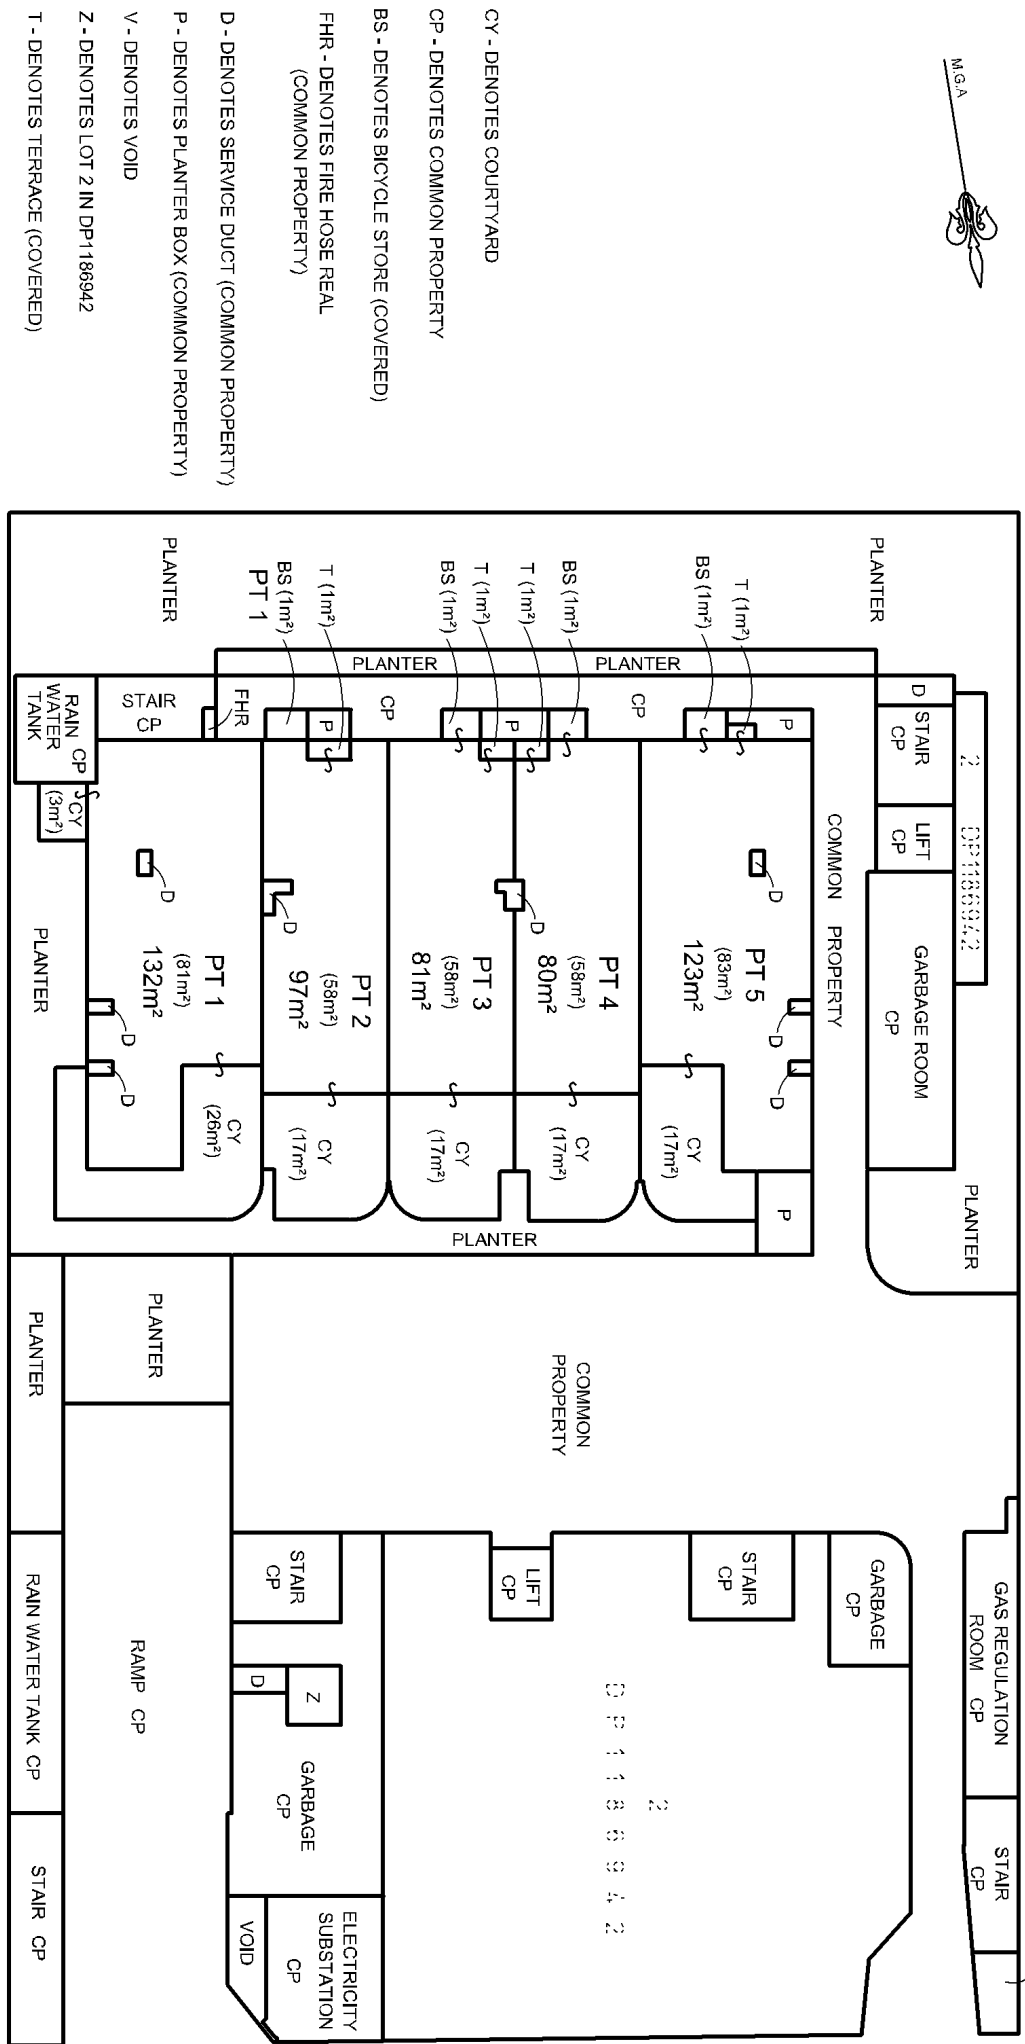 M.G.A
CY - DENOTES COURTYARD
CP - DENOTES COMMON PROPERTY
BS - DENOTES BICYCLE STORE (COVERED)
FHR - DENOTES FIRE HOSE REAL
(COMMON PROPERTY)
D - DENOTES SERVICE DUCT (COMMON PROPERTY)
P - DENOTES PLANTER BOX (COMMON PROPERTY)
V - DENOTES VOID
Z - DENOTES LOT 2 IN DP1186942
T - DENOTES TERRACE (COVERED)
PLANTER
PLANTER
T (1m²)
BS (1m²)
BS (1m²)
T (1m²)
T (1m²)
BS (1m²)
T (1m²)
BS (1m²)
PT 1
PLANTER
PLANTER
D
STAIR
CP
LIFT
CP
2
DP1186942
GARBAGE ROOM
CP
PLANTER
COMMON PROPERTY
P
CP
P
CP
P
FHR
STAIR
CP
RAIN CP
WATER
TANK
CY
(3m²)
PLANTER
D
D
D
D
PT 5
(83m²)
123m²
D
D
PT 4
(58m²)
80m²
PT 3
(58m²)
81m²
PT 2
(58m²)
97m²
PT 1
(81m²)
132m²
D
D
CY
(17m²)
CY
(17m²)
CY
(17m²)
CY
(17m²)
CY
(26m²)
P
PLANTER
COMMON
PROPERTY
PLANTER
PLANTER
GAS REGULATION
ROOM CP
GARBAGE
CP
STAIR
CP
LIFT
CP
STAIR
CP
D
Z
2
DP1186942
GARBAGE
CP
RAMP CP
RAIN WATER TANK CP
STAIR
CP
ELECTRICITY
SUBSTATION
CP
VOID
STAIR CP